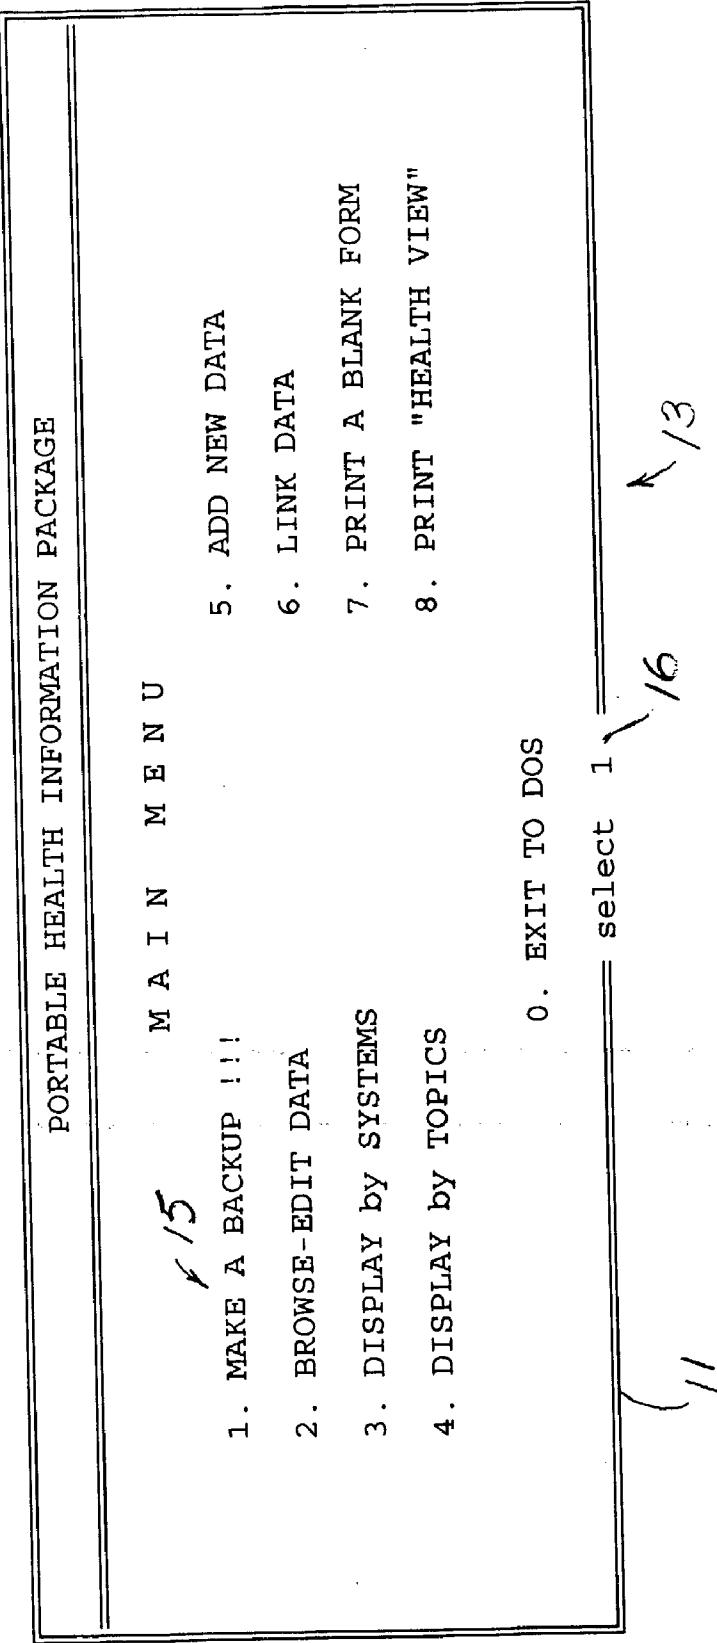 PORTABLE HEALTH INFORMATION PACKAGE
M A I N   M E N U
15
1. MAKE A BACKUP !!!   5. ADD NEW DATA
2. BROWSE-EDIT DATA   6. LINK DATA
3. DISPLAY by SYSTEMS   7. PRINT A BLANK FORM
4. DISPLAY by TOPICS   8. PRINT "HEALTH VIEW"
0. EXIT TO DOS
select 1
11   16   13